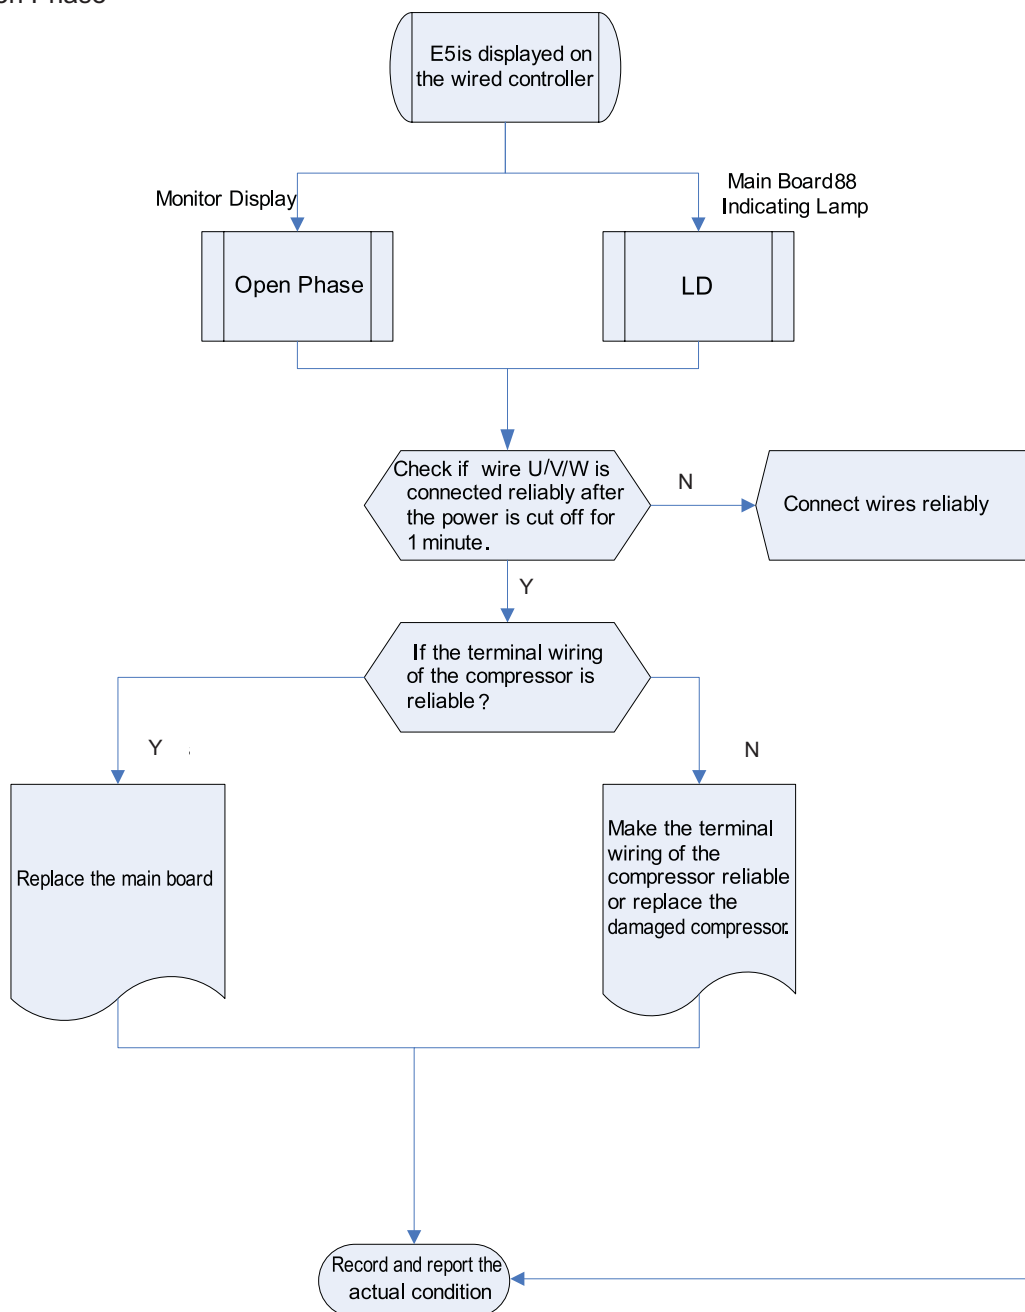 Phase
E5is displayed on
the wired controller
Monitor Display
Main Board88
Indicating Lamp
Open Phase
LD
Check if wire U/V/W is
connected reliably after
the power is cut off for
1 minute.
N
Connect wires reliably
Y
If the terminal wiring
of the compressor is
reliable ?
Y
N
Replace the main board
Make the terminal
wiring of the
compressor reliable
or replace the
damaged compressor.
Record and report the
actual condition